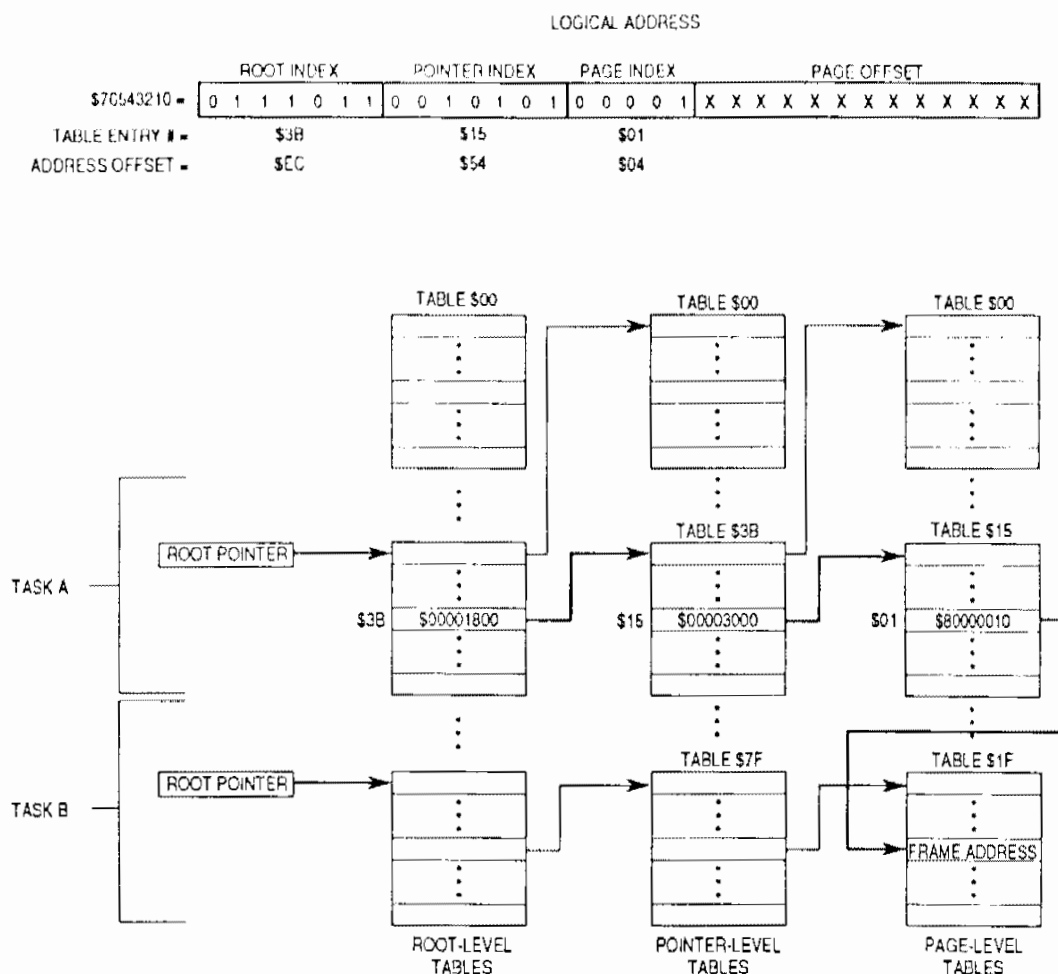 LOGICAL ADDRESS
ROOT INDEX POINTER INDEX PAGE INDEX PAGE OFFSET
$76543210 = 0 1 1 1 0 1 1 0 0 1 0 1 0 1 0 0 0 0 1 X X X X X X X X X X X X X
TABLE ENTRY # = $3B $15 $01
ADDRESS OFFSET = $EC $54 $04
TABLE $00 TABLE $00 TABLE $00
TABLE $3B TABLE $15
ROOT POINTER
TASK A
$3B $00001800 $15 $00003000 $01 $80000010
TABLE $7F TABLE $1F
ROOT POINTER
TASK B
FRAME ADDRESS
ROOT-LEVEL TABLES
POINTER-LEVEL TABLES
PAGE-LEVEL TABLES